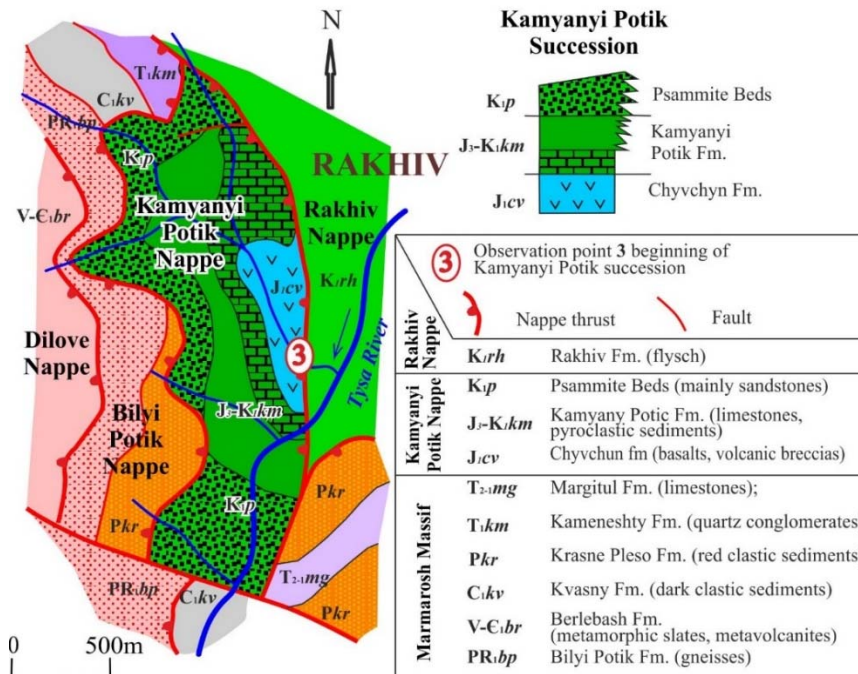 N
T₁km
C₁kv
PR₁bp
K₁p
RAKHIV
V-Є₁br
Kamyanyi
Potik
Nappe
Rakhiv
Nappe
K₁rh
J₁cv
Dilove
Nappe
3
Tysa River
Bilyi
Potik
Nappe
J₃-K₁km
Pkr
K₁p
Pkr
T₂₋₁mg
PR₁bp
C₁kv
Pkr
0 500m
Kamyanyi Potik
Succession
K₁p Psammite Beds
J₃-K₁km Kamyanyi
Potik Fm.
J₁cv Chyvchyn Fm.
3 Observation point 3 beginning of
Kamyanyi Potik succession
Nappe thrust Fault
Rakhiv
Nappe
K₁rh Rakhiv Fm. (flysch)
Kamyanyi
Potik Nappe
K₁p Psammite Beds (mainly sandstones)
J₃-K₁km Kamyany Potic Fm. (limestones,
pyroclastic sediments)
J₁cv Chyvchun fm (basalts, volcanic breccias)
Marmarosh Massif
T₂₋₁mg Margitul Fm. (limestones);
T₁km Kameneshty Fm. (quartz conglomerates
Pkr Krasne Pleso Fm. (red clastic sediments
C₁kv Kvasny Fm. (dark clastic sediments)
V-Є₁br Berlebash Fm.
(metamorphic slates, metavolcanites)
PR₁bp Bilyi Potik Fm. (gneisses)